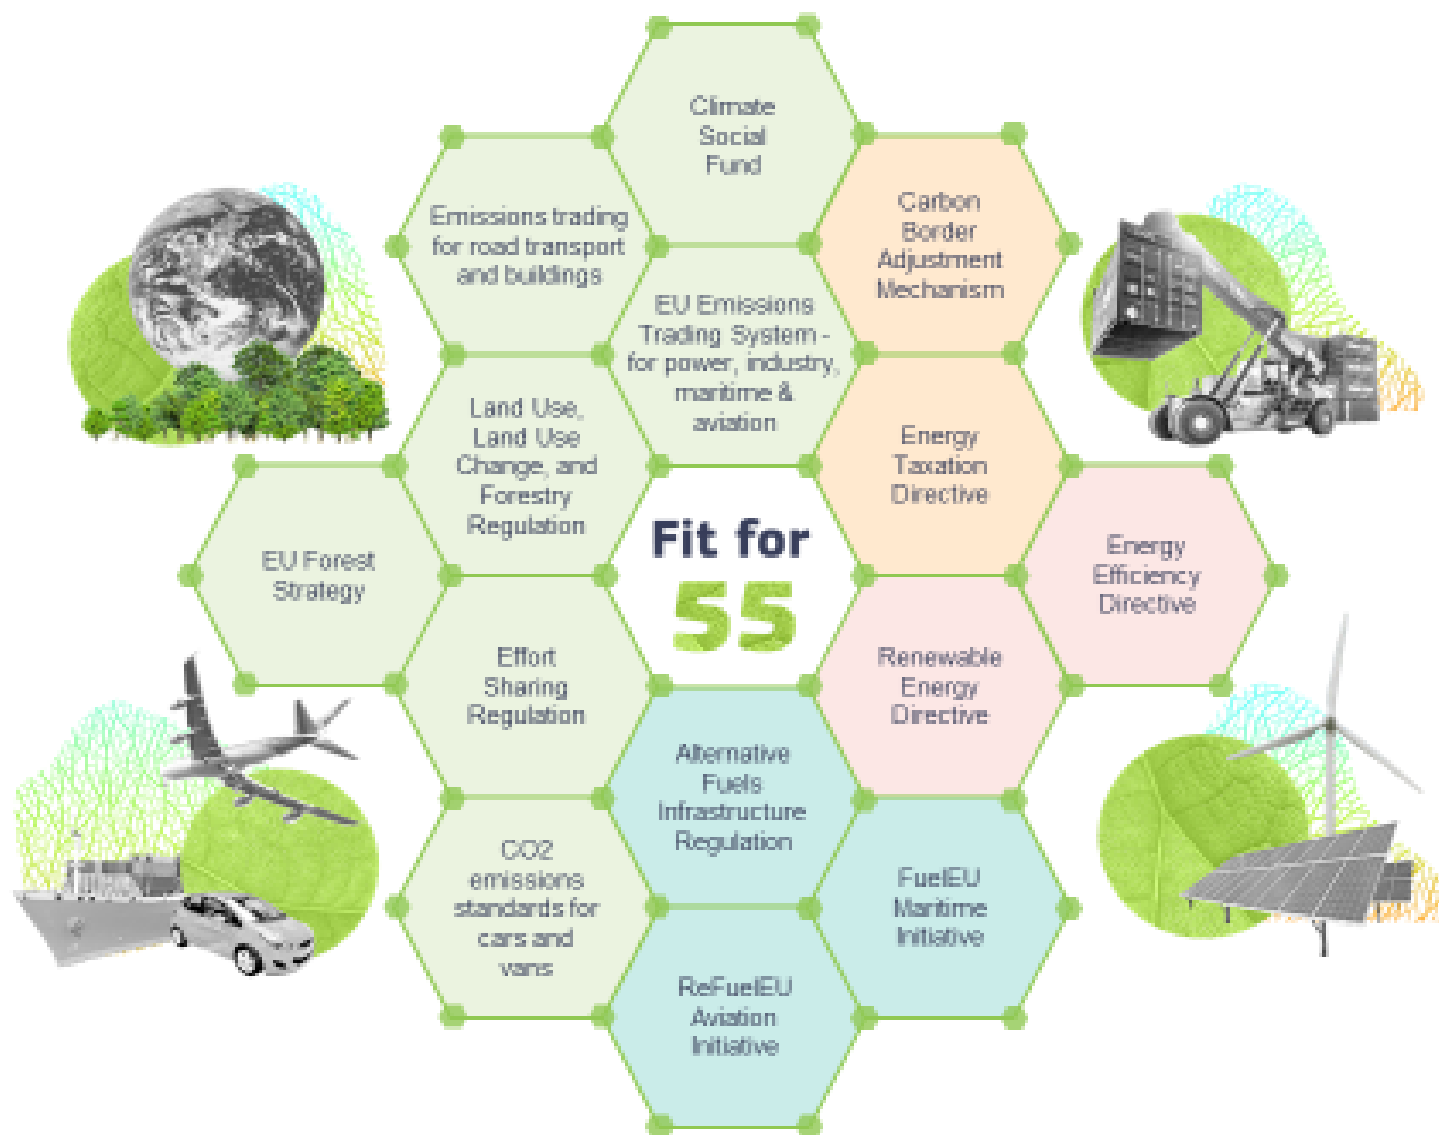 Climate
Social
Fund
Emissions trading
for road transport
and buildings
Carbon
Border
Adjustment
Mechanism
EU Emissions
Trading System -
for power, industry,
maritime &
aviation
Land Use,
Land Use
Change, and
Forestry
Regulation
Energy
Taxation
Directive
EU Forest
Strategy
Fit for
55
Energy
Efficiency
Directive
Effort
Sharing
Regulation
Renewable
Energy
Directive
Alternative
Fuels
Infrastructure
Regulation
CO2
emissions
standards for
cars and
vans
FuelEU
Maritime
Initiative
ReFuelEU
Aviation
Initiative